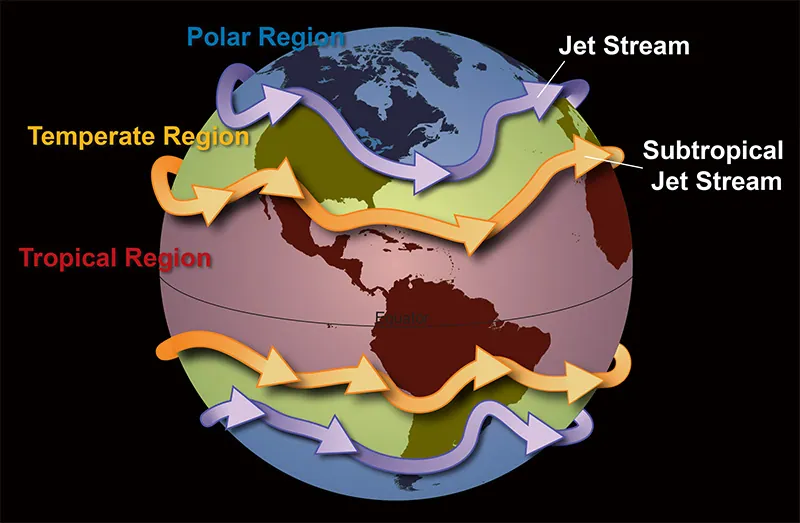 Polar Region
Jet Stream
Temperate Region
Subtropical
Jet Stream
Tropical Region
Equator